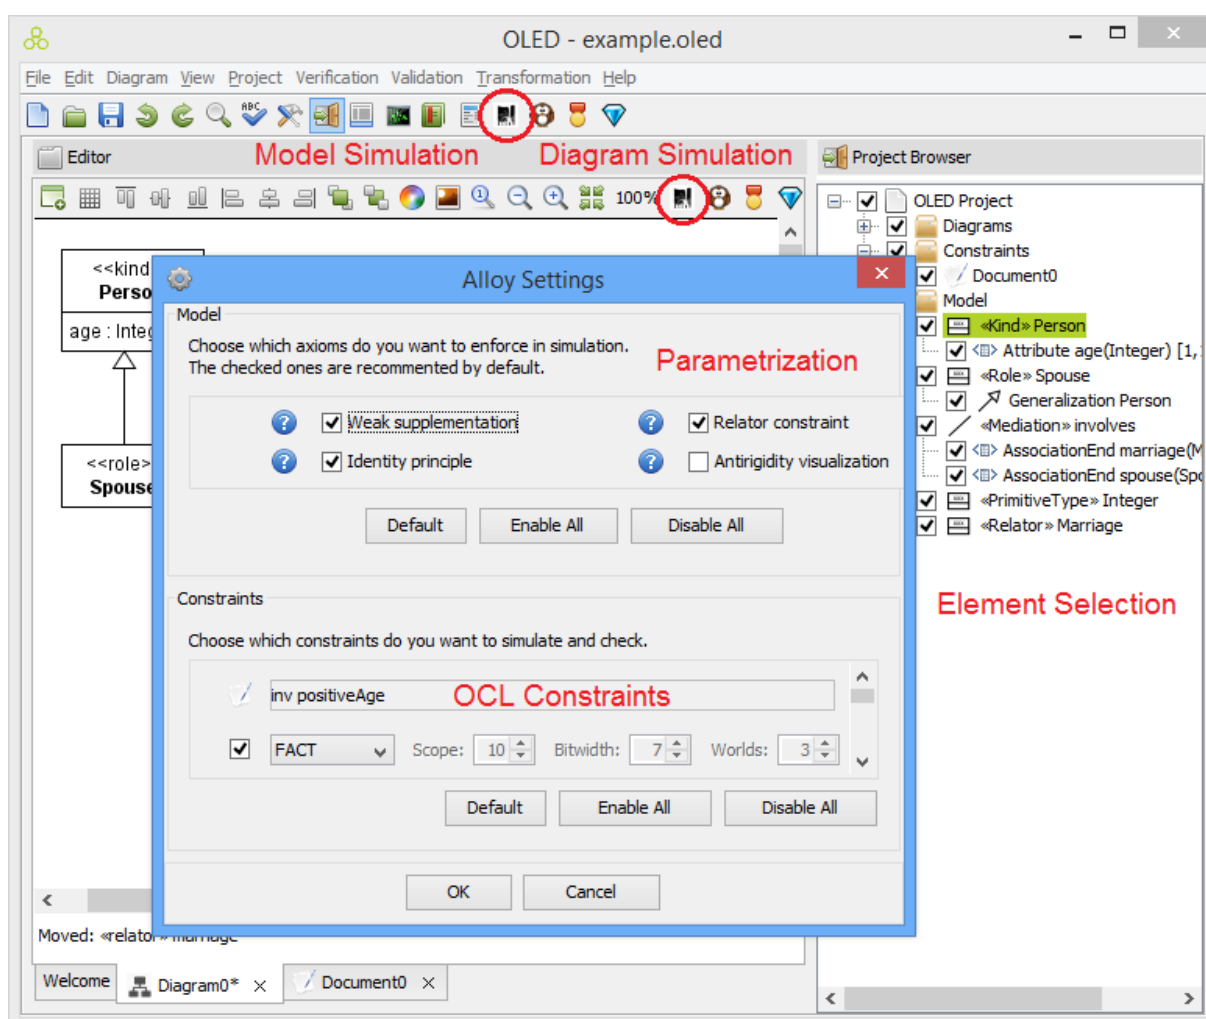 OLED - example.oled
File Edit Diagram View Project Verification Validation Transformation Help
ABC
Editor
Model Simulation
Diagram Simulation
Project Browser
1
100%
OLED Project
Diagrams
Constraints
Document0
Model
«Kind» Person
Attribute age(Integer) [1,
«Role» Spouse
Generalization Person
«Mediation» involves
AssociationEnd marriage(M
AssociationEnd spouse(Spo
«PrimitiveType» Integer
«Relator» Marriage
Element Selection
<<kind
Perso
age : Integ
<<role>
Spouse
Alloy Settings
Model
Choose which axioms do you want to enforce in simulation.
The checked ones are recommented by default.
Parametrization
Weak supplementation
Relator constraint
Identity principle
Antirigidity visualization
Default Enable All Disable All
Constraints
Choose which constraints do you want to simulate and check.
inv positiveAge
OCL Constraints
FACT Scope: 10 Bitwidth: 7 Worlds: 3
Default Enable All Disable All
OK Cancel
Moved: «relator» marriage
Welcome Diagram0* Document0